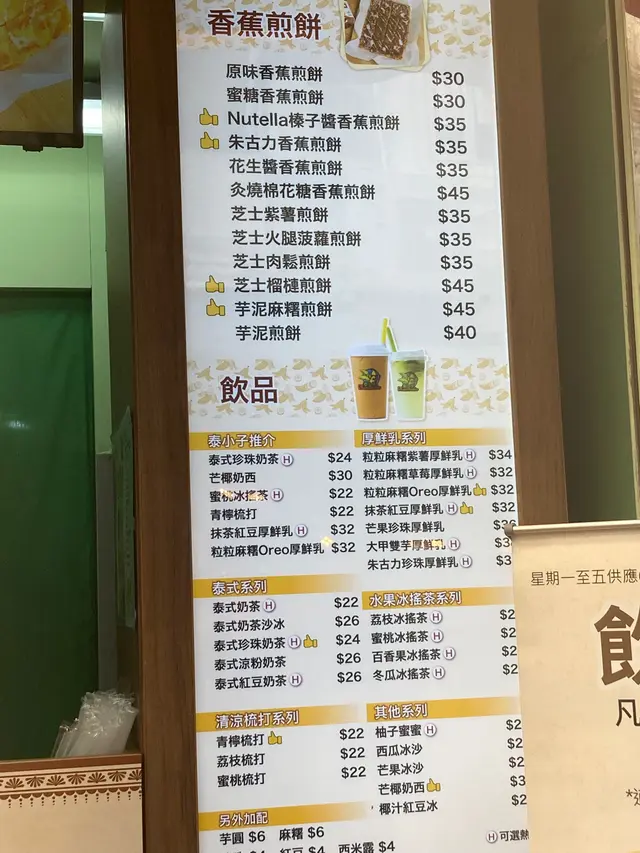 香蕉煎餅
原味香蕉煎餅 $30
蜜糖香蕉煎餅 $30
Nutella榛子醬香蕉煎餅 $35
朱古力香蕉煎餅 $35
花生醬香蕉煎餅 $35
灸燒棉花糖香蕉煎餅 $45
芝士紫薯煎餅 $35
芝士火腿菠蘿煎餅 $35
芝士肉鬆煎餅 $35
芝士榴槤煎餅 $45
芋泥麻糬煎餅 $45
芋泥煎餅 $40
飲品
泰小子推介
泰式珍珠奶茶 H $24
芒椰奶西 $30
蜜桃冰搖茶 H $22
青檸梳打 $22
抹茶紅豆厚鮮乳 H $32
粒粒麻糬Oreo厚鮮乳 $32
厚鮮乳系列
粒粒麻糬紫薯厚鮮乳 H $34
粒粒麻糬草莓厚鮮乳 H $32
粒粒麻糬Oreo厚鮮乳 $32
抹茶紅豆厚鮮乳 H $32
芒果珍珠厚鮮乳
大甲雙芋厚鮮乳 H
朱古力珍珠厚鮮乳 H
泰式系列
泰式奶茶 H $22
泰式奶茶沙冰 $26
泰式珍珠奶茶 H $24
泰式涼粉奶茶 $26
泰式紅豆奶茶 H $26
水果冰搖茶系列
荔枝冰搖茶 H $2
蜜桃冰搖茶 H $2
百香果冰搖茶 H $2
冬瓜冰搖茶 H $2
清涼梳打系列
青檸梳打 $22
荔枝梳打 $22
蜜桃梳打 $22
其他系列
柚子蜜蜜 H $2
西瓜冰沙 $2
芒果冰沙 $2
芒椰奶西 $3
椰汁紅豆冰 $2
另外加配
芋圓 $6 麻糬 $6
紅豆 $4 西米露 $4
H 可選熱
星期一至五供應
飲
凡